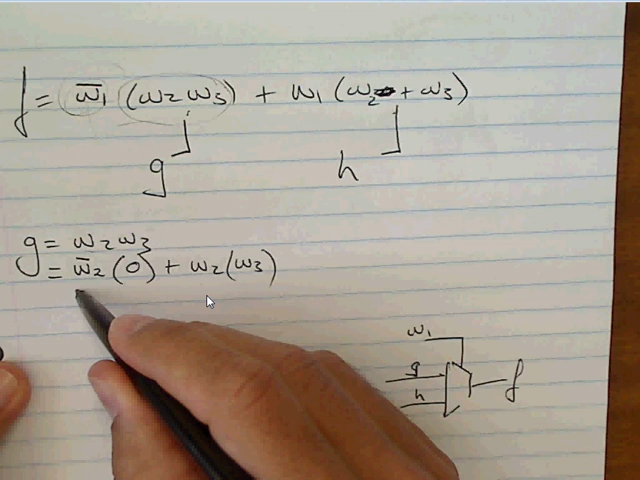 f = w̅1 (w2 w3) + w1 (w2 + w3)
g h
g = w2 w3
= w̅2 (0) + w2 (w3)
w1
g
h
f